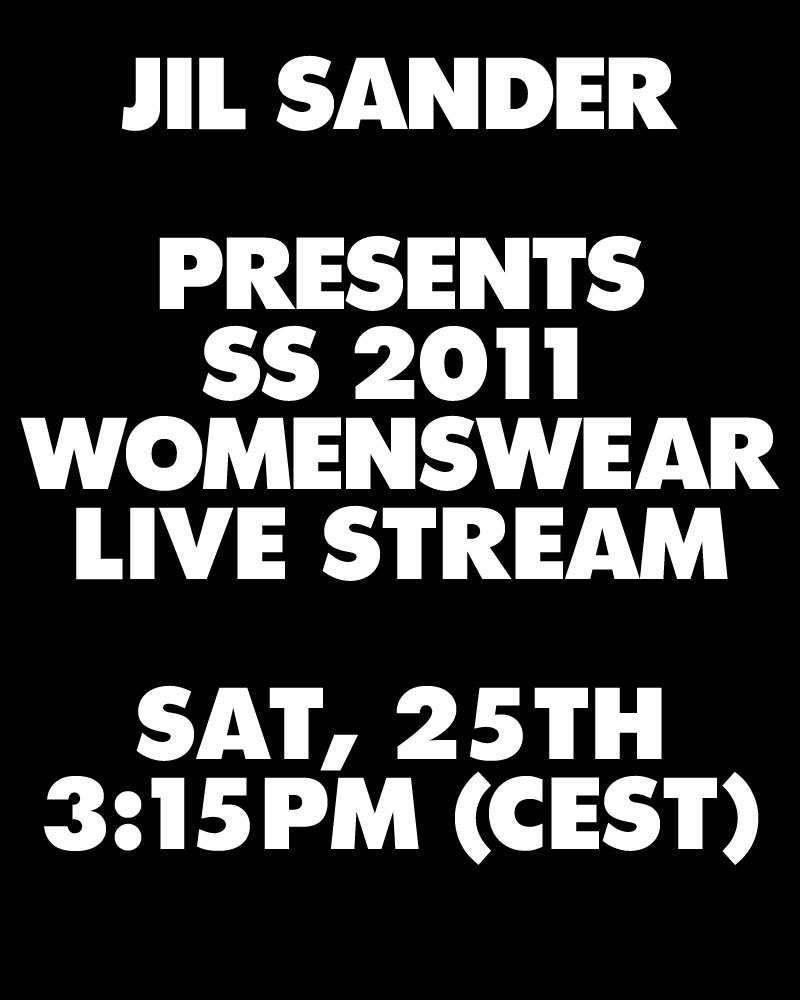 JIL SANDER
PRESENTS
SS 2011
WOMENSWEAR
LIVE STREAM
SAT, 25TH
3:15PM (CEST)